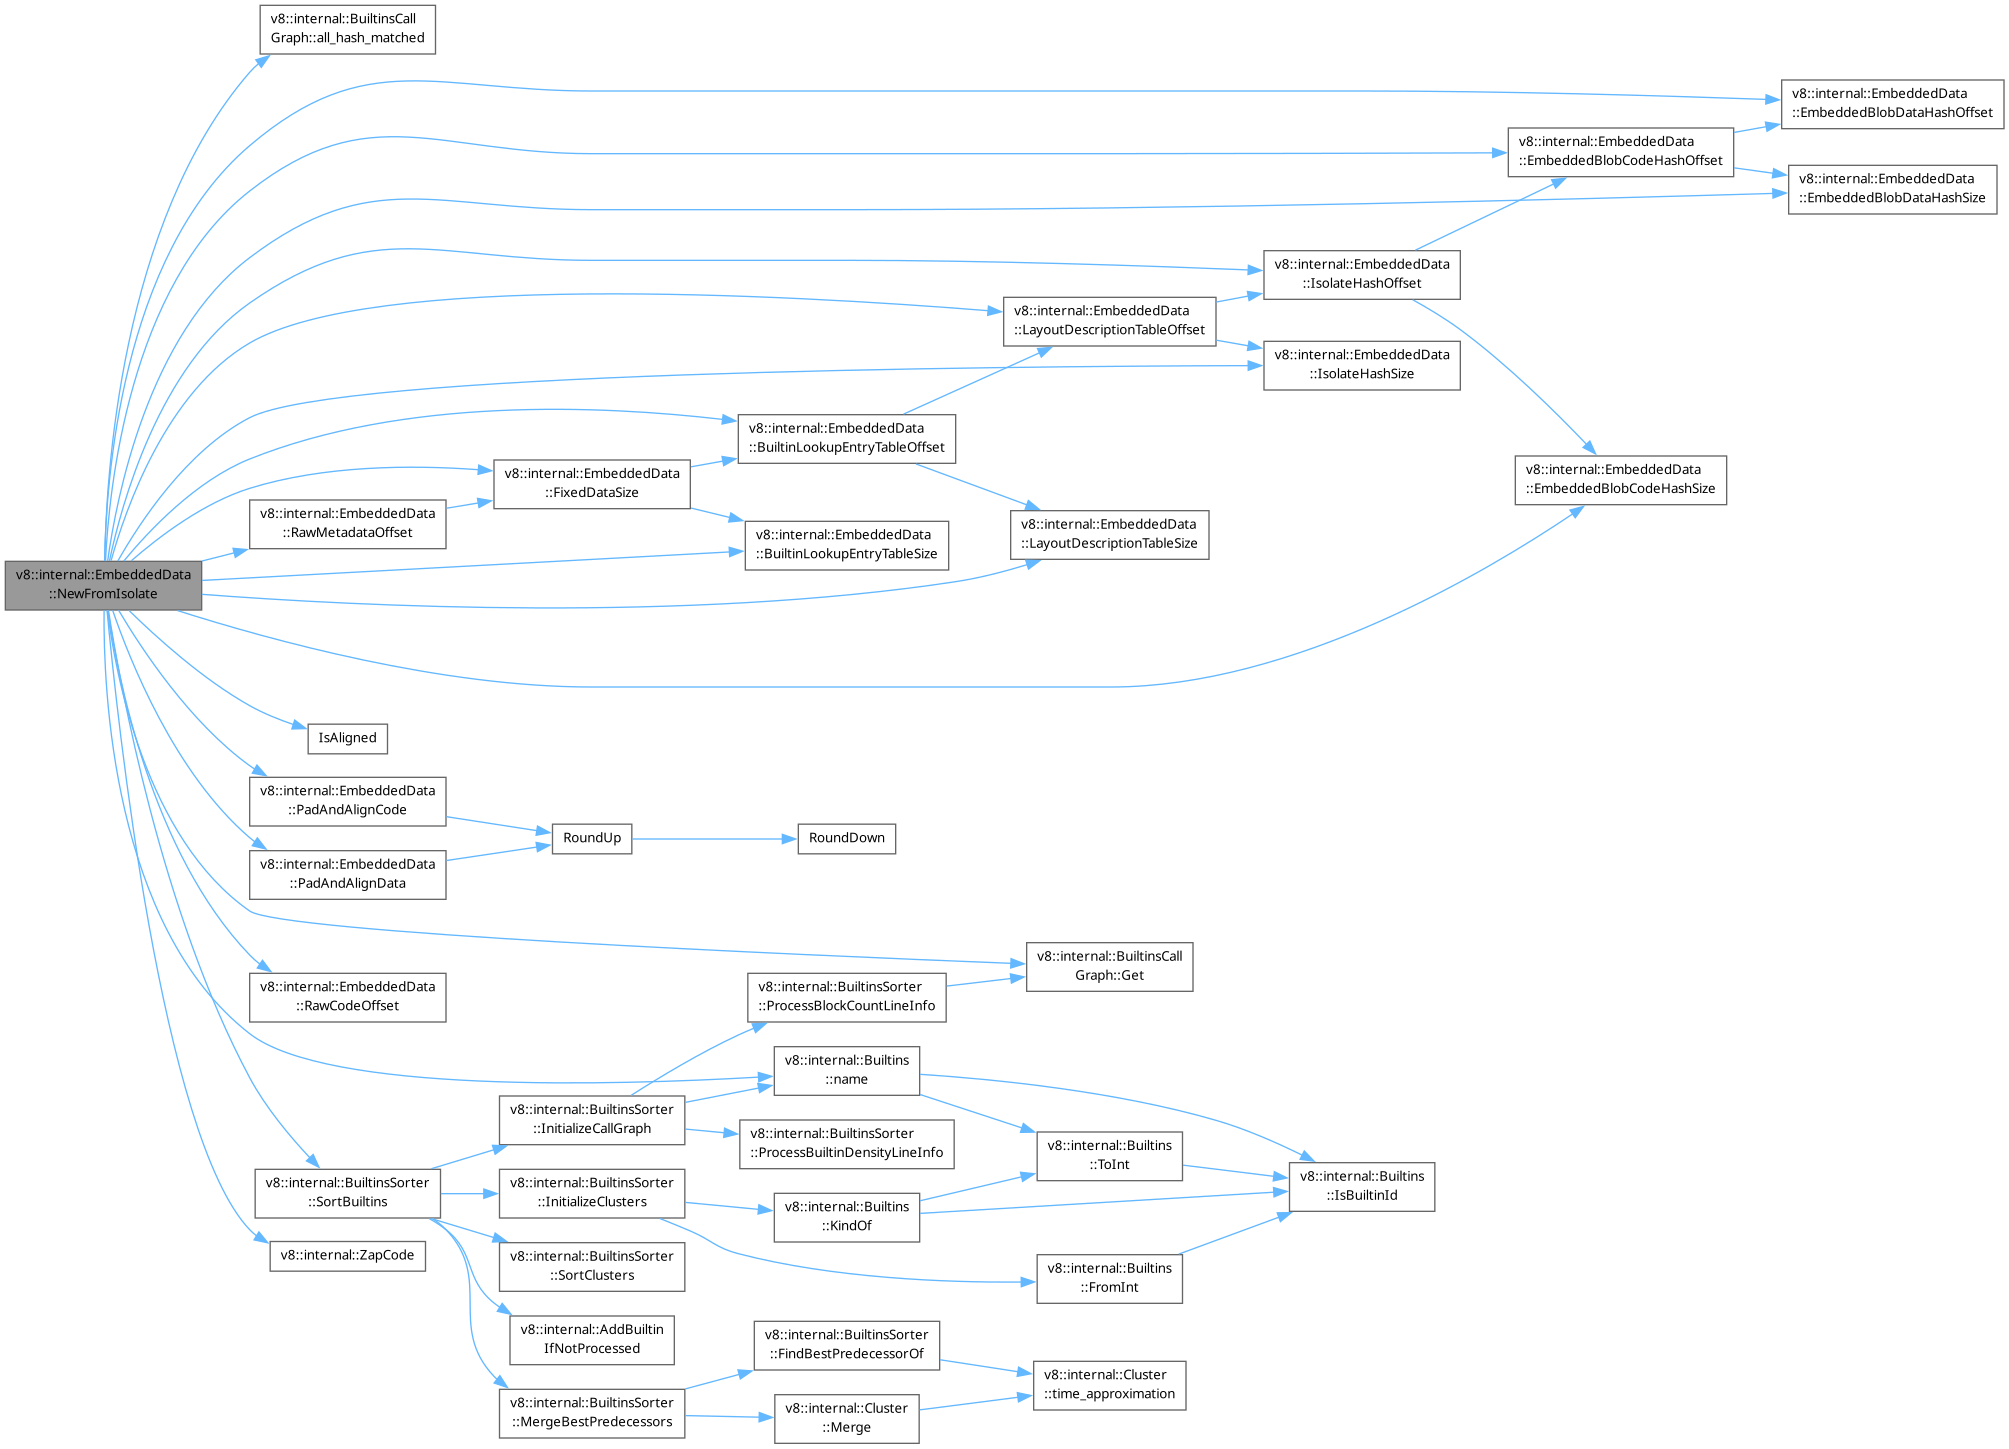 v8::internal::BuiltinsCall
Graph::all_hash_matched
v8::internal::EmbeddedData
::EmbeddedBlobDataHashOffset
v8::internal::EmbeddedData
::EmbeddedBlobCodeHashOffset
v8::internal::EmbeddedData
::EmbeddedBlobDataHashSize
v8::internal::EmbeddedData
::IsolateHashOffset
v8::internal::EmbeddedData
::LayoutDescriptionTableOffset
v8::internal::EmbeddedData
::IsolateHashSize
v8::internal::EmbeddedData
::BuiltinLookupEntryTableOffset
v8::internal::EmbeddedData
::FixedDataSize
v8::internal::EmbeddedData
::EmbeddedBlobCodeHashSize
v8::internal::EmbeddedData
::RawMetadataOffset
v8::internal::EmbeddedData
::LayoutDescriptionTableSize
v8::internal::EmbeddedData
::BuiltinLookupEntryTableSize
v8::internal::EmbeddedData
::NewFromIsolate
IsAligned
v8::internal::EmbeddedData
::PadAndAlignCode
RoundUp
RoundDown
v8::internal::EmbeddedData
::PadAndAlignData
v8::internal::BuiltinsCall
Graph::Get
v8::internal::EmbeddedData
::RawCodeOffset
v8::internal::BuiltinsSorter
::ProcessBlockCountLineInfo
v8::internal::Builtins
::name
v8::internal::BuiltinsSorter
::InitializeCallGraph
v8::internal::BuiltinsSorter
::ProcessBuiltinDensityLineInfo
v8::internal::Builtins
::ToInt
v8::internal::Builtins
::IsBuiltinId
v8::internal::BuiltinsSorter
::SortBuiltins
v8::internal::BuiltinsSorter
::InitializeClusters
v8::internal::Builtins
::KindOf
v8::internal::ZapCode
v8::internal::BuiltinsSorter
::SortClusters
v8::internal::Builtins
::FromInt
v8::internal::AddBuiltin
IfNotProcessed
v8::internal::BuiltinsSorter
::FindBestPredecessorOf
v8::internal::Cluster
::time_approximation
v8::internal::BuiltinsSorter
::MergeBestPredecessors
v8::internal::Cluster
::Merge